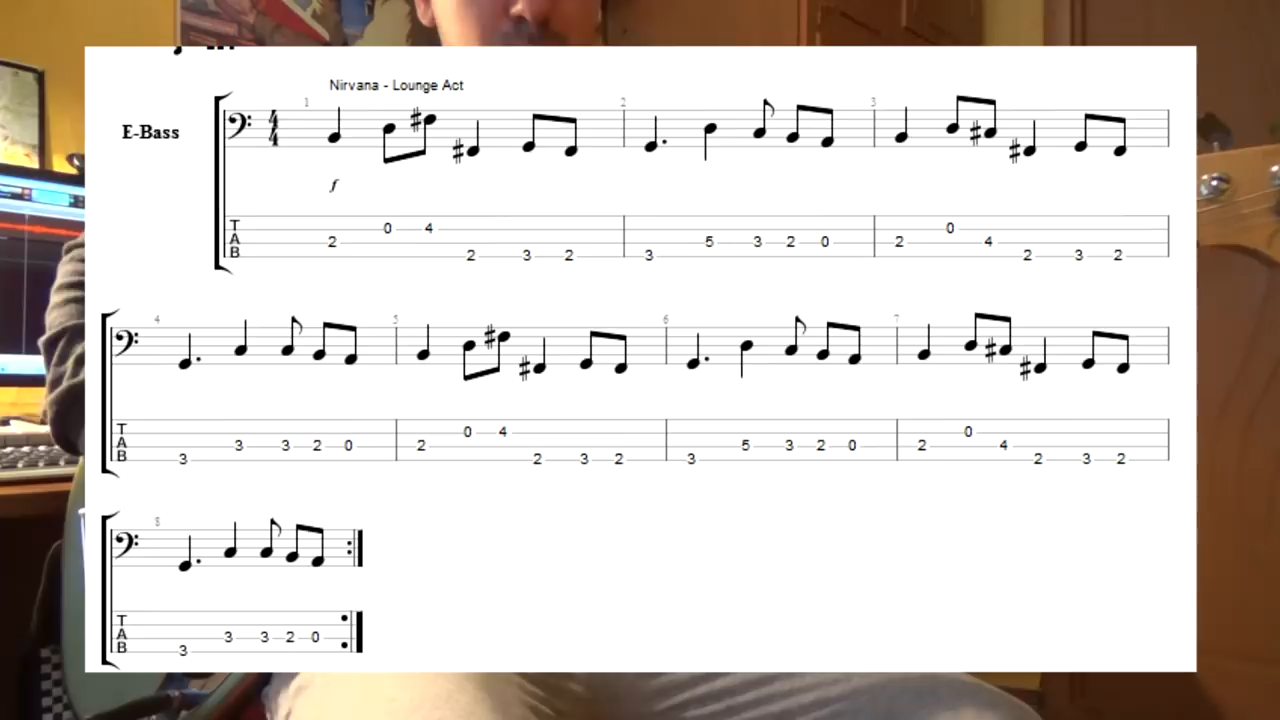 Nirvana - Lounge Act
1 2 3
E-Bass
4 4
f
T A B
0 4 0
2 5 3 2 0 2 4
2 3 2 3 2 3 2
4 5 6 7
T A B
0 4 0
3 3 2 0 2 5 3 2 0 2 4
3 2 3 2 3 2 3 2
8
T A B
3 3 2 0
3